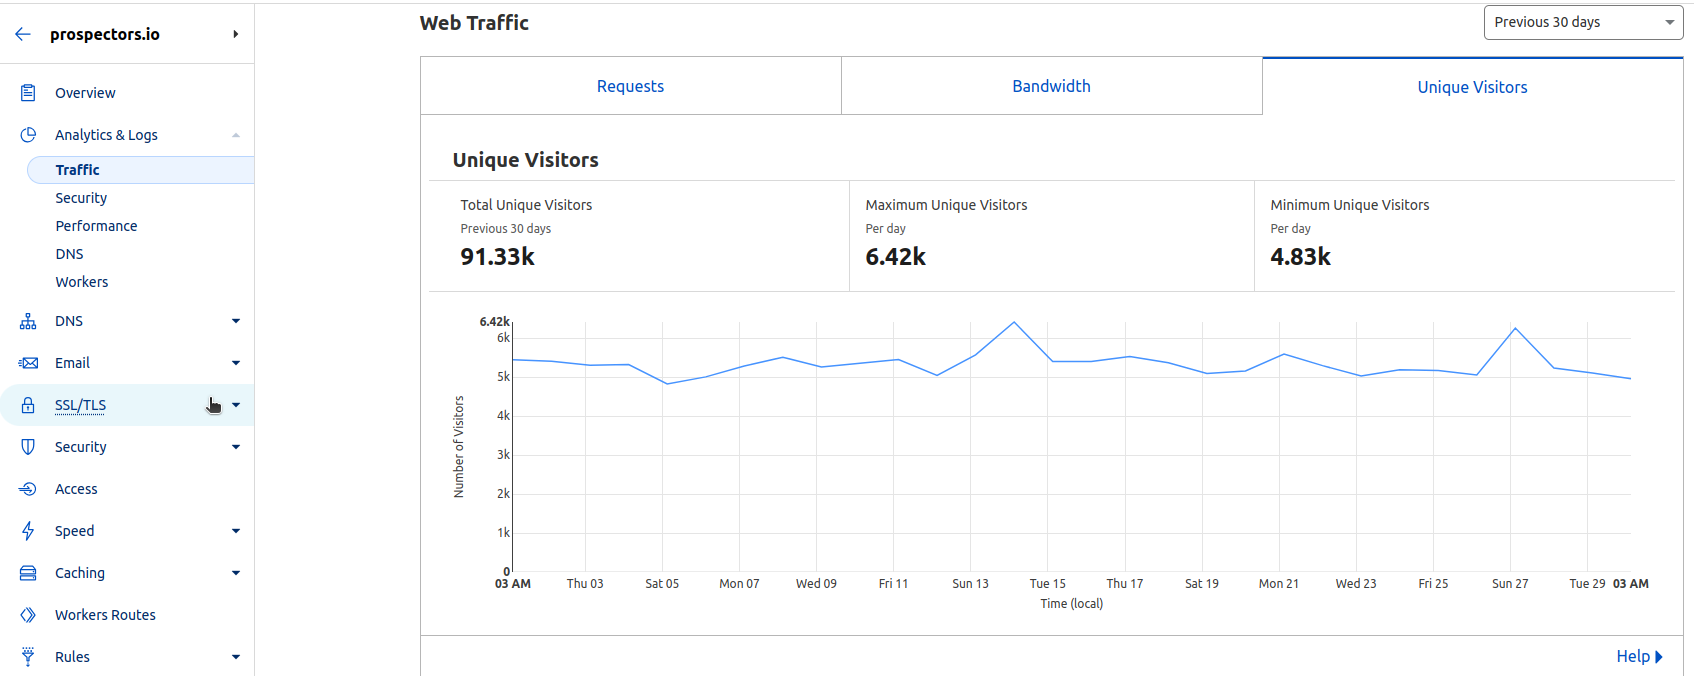 prospectors.io
Overview
Analytics & Logs
Traffic
Security
Performance
DNS
Workers
DNS
Email
SSL/TLS
Security
Access
Speed
Caching
Workers Routes
Rules
Web Traffic
Previous 30 days
Requests
Bandwidth
Unique Visitors
Unique Visitors
Total Unique Visitors
Previous 30 days
91.33k
Maximum Unique Visitors
Per day
6.42k
Minimum Unique Visitors
Per day
4.83k
Number of Visitors
6.42k
6k
5k
4k
3k
2k
1k
0
03 AM Thu 03 Sat 05 Mon 07 Wed 09 Fri 11 Sun 13 Tue 15 Thu 17 Sat 19 Mon 21 Wed 23 Fri 25 Sun 27 Tue 29 03 AM
Time (local)
Help